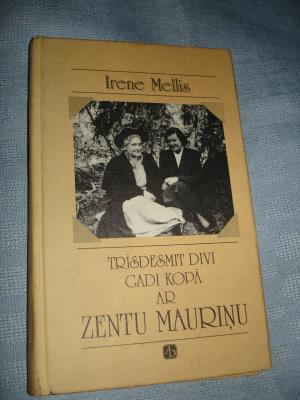 Irene Mellis
TRĪSDESMIT DIVI
GADI KOPĀ
AR
ZENTU MAURIŅU